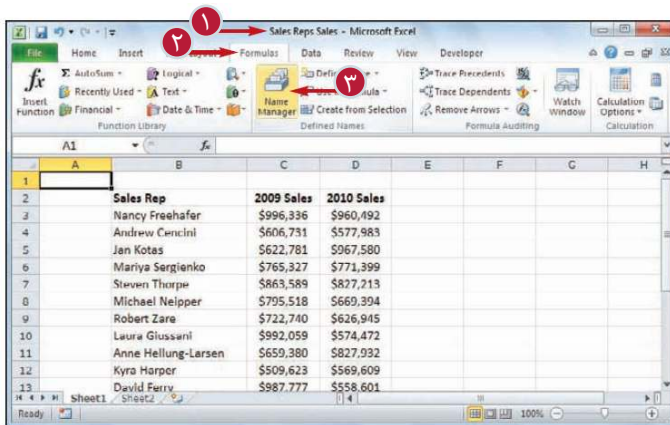 ۱
Sales Reps Sales - Microsoft Excel
۲
File Home Insert Formulas Data Review View Developer
۳
AutoSum Logical Trace Precedents
Recently Used Text Trace Dependents
Financial Date & Time Create from Selection Remove Arrows
fx
Insert Function
Name Manager
Watch Window
Calculation Options
Function Library Defined Names Formula Auditing Calculation
A1 fx
A B C D E F G H
1
2 Sales Rep 2009 Sales 2010 Sales
3 Nancy Freehafer $996,336 $960,492
4 Andrew Cencini $606,731 $577,983
5 Jan Kotas $622,781 $967,580
6 Mariya Sergienko $765,327 $771,399
7 Steven Thorpe $863,589 $827,213
8 Michael Neipper $795,518 $669,394
9 Robert Zare $722,740 $626,945
10 Laura Giussani $992,059 $574,472
11 Anne Hellung-Larsen $659,380 $827,932
12 Kyra Harper $509,623 $569,609
13 David Ferry $987,777 $558,601
Sheet1 Sheet2
Ready 100%